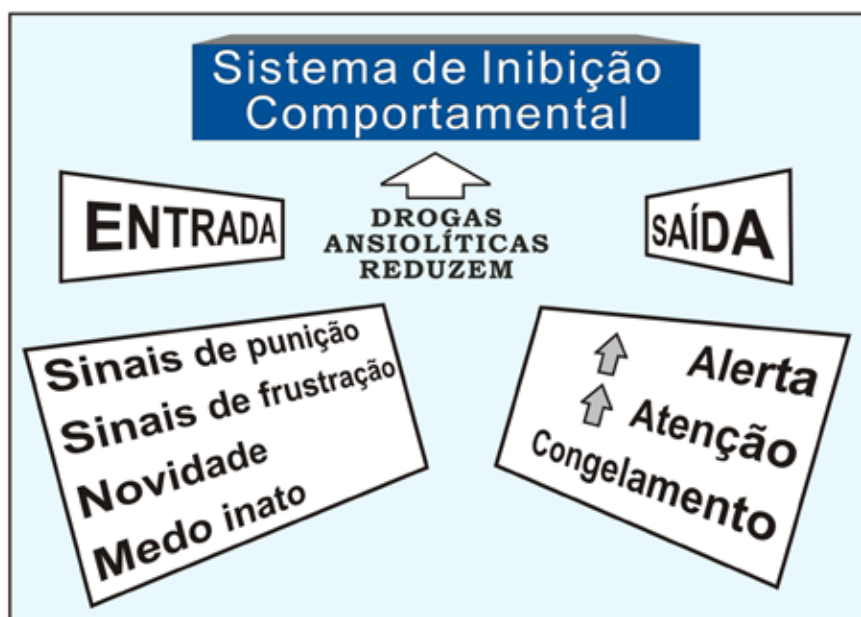 Sistema de Inibição
Comportamental
ENTRADA
DROGAS
ANSIOLÍTICAS
REDUZEM
SAÍDA
Sinais de punição
Sinais de frustração
Novidade
Medo inato
Alerta
Atenção
Congelamento